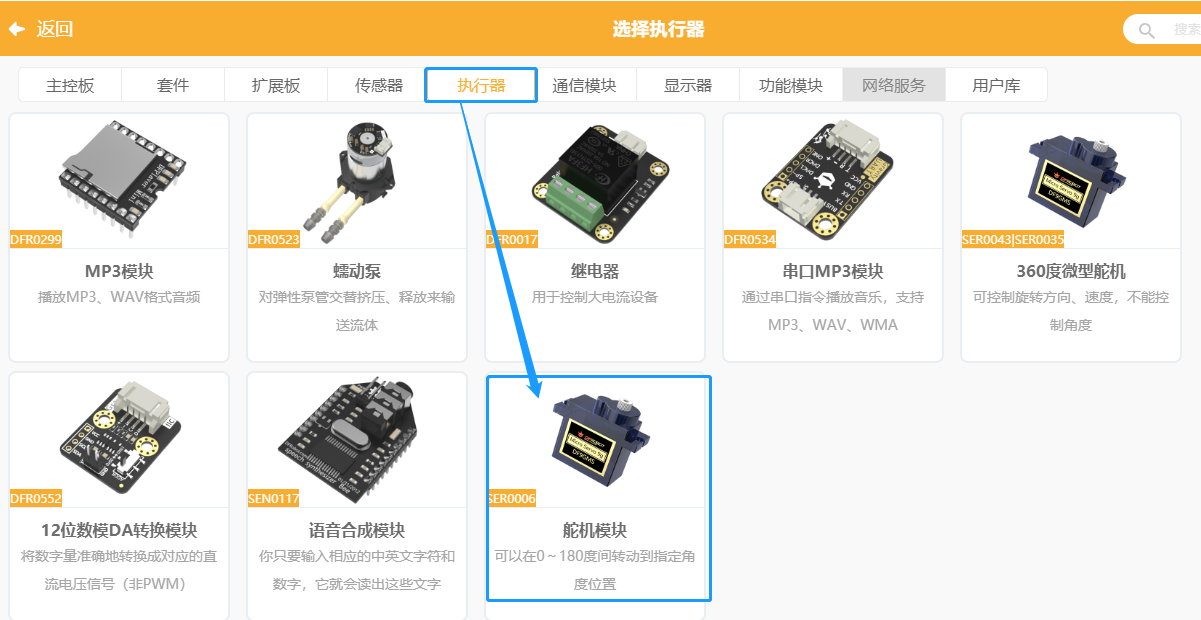 返回
选择执行器
搜索
主控板
套件
扩展板
传感器
执行器
通信模块
显示器
功能模块
网络服务
用户库
DFR0299
MP3模块
播放MP3、WAV格式音频
DFR0523
蠕动泵
对弹性泵管交替挤压、释放来输
送流体
DFR0017
继电器
用于控制大电流设备
DFR0534
串口MP3模块
通过串口指令播放音乐，支持
MP3、WAV、WMA
SER0043|SER0035
360度微型舵机
可控制旋转方向、速度，不能控
制角度
DFR0552
12位数模DA转换模块
将数字量准确地转换成对应的直
流电压信号（非PWM）
SEN0117
语音合成模块
你只要输入相应的中英文字符和
数字，它就会读出这些文字
SER0006
舵机模块
可以在0～180度间转动到指定角
度位置